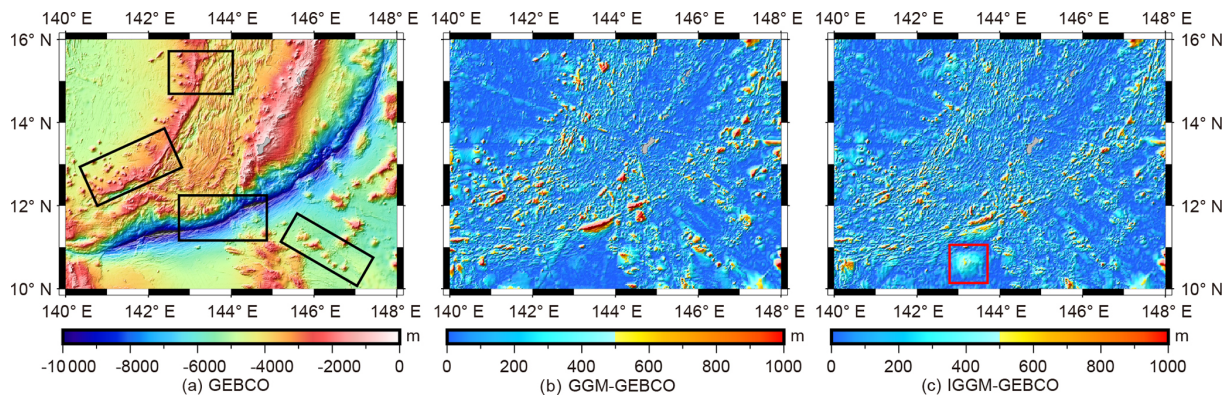 140° E 142° E 144° E 146° E 148° E 140° E 142° E 144° E 146° E 148° E 140° E 142° E 144° E 146° E 148° E
16° N 16° N
14° N 14° N
12° N 12° N
10° N 10° N
140° E 142° E 144° E 146° E 148° E 140° E 142° E 144° E 146° E 148° E 140° E 142° E 144° E 146° E 148° E
m m m
-10 000 -8000 -6000 -4000 -2000 0 0 200 400 600 800 1000 0 200 400 600 800 1000
(a) GEBCO (b) GGM-GEBCO (c) IGGM-GEBCO